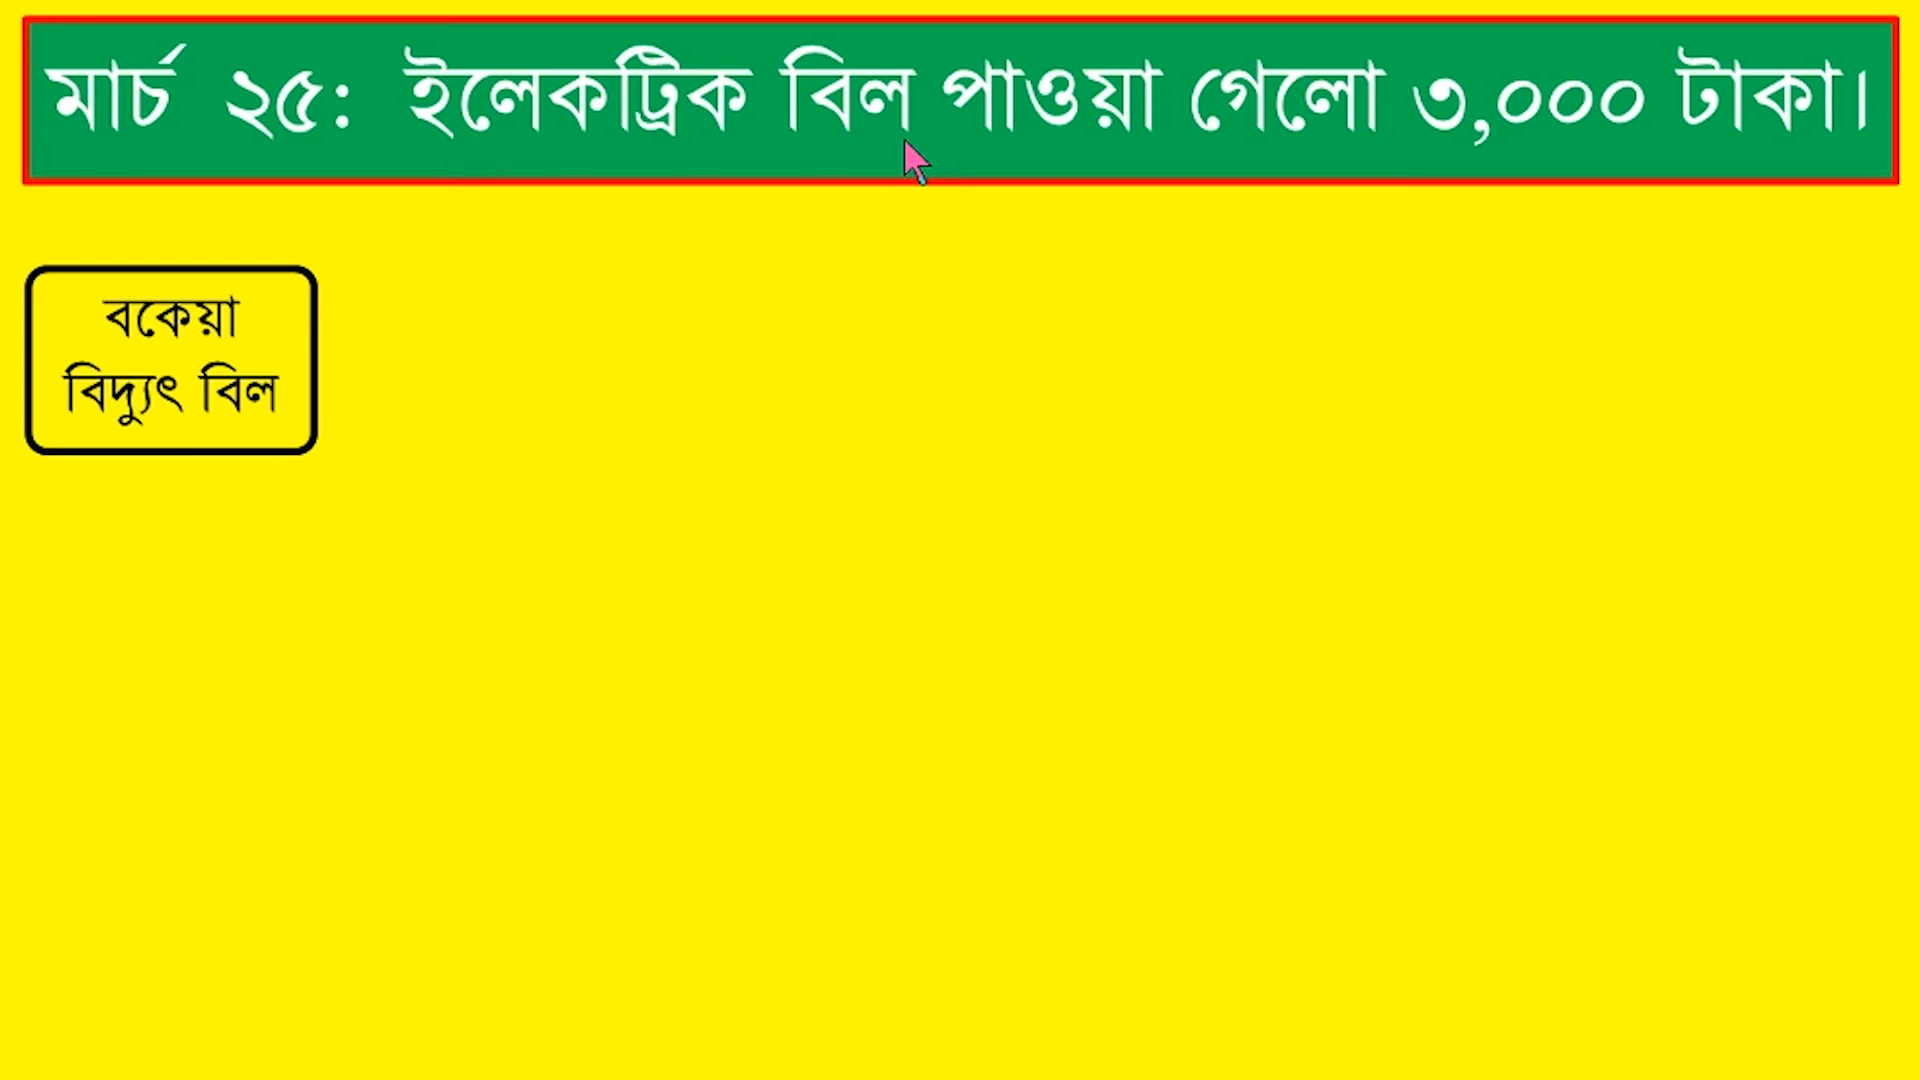 মার্চ ২৫: ইলেকট্রিক বিল পাওয়া গেলো ৩,০০০ টাকা।
বকেয়া
বিদ্যুৎ বিল